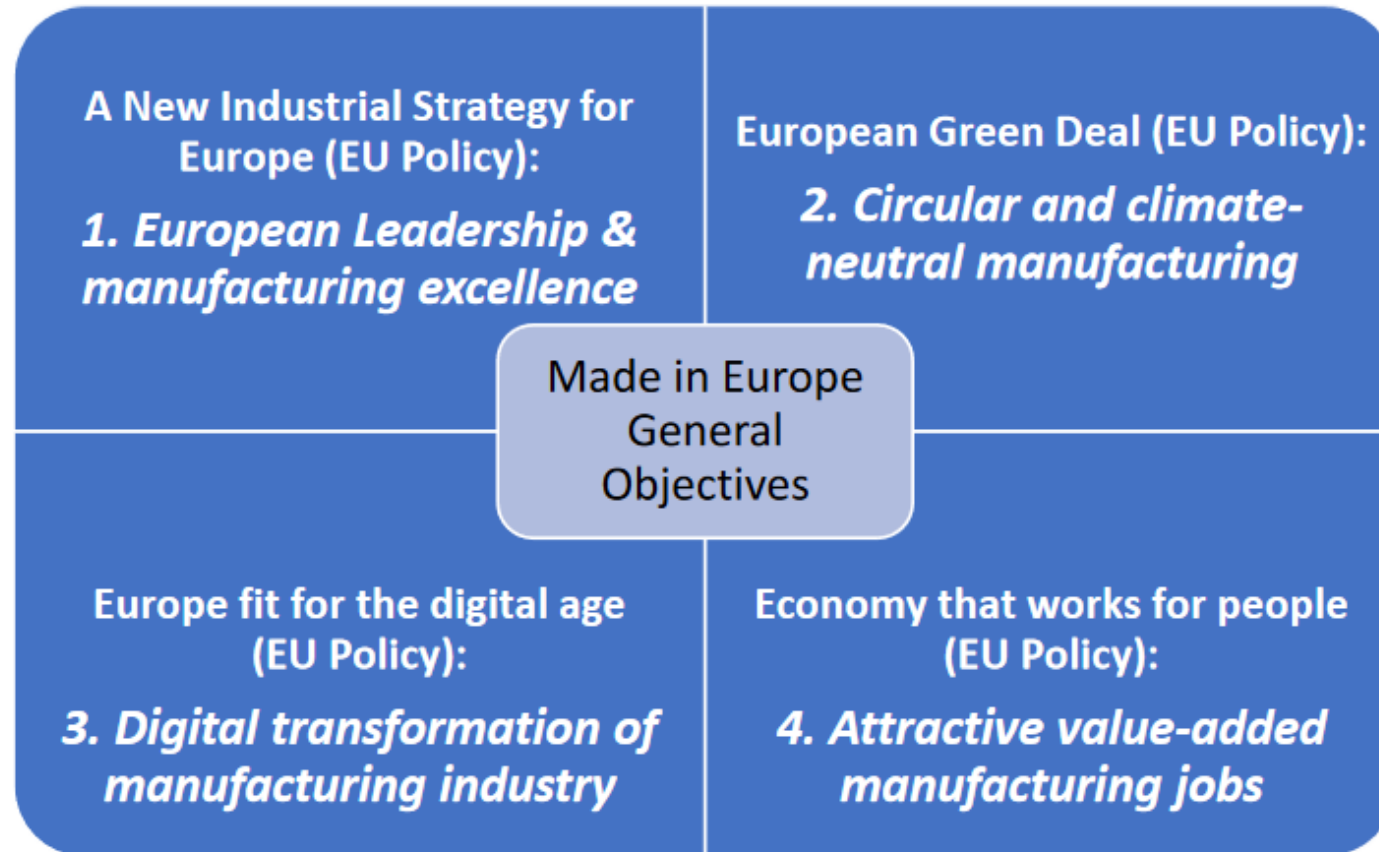 A New Industrial Strategy for
Europe (EU Policy):
1. European Leadership &
manufacturing excellence
European Green Deal (EU Policy):
2. Circular and climate-
neutral manufacturing
Made in Europe
General
Objectives
Europe fit for the digital age
(EU Policy):
3. Digital transformation of
manufacturing industry
Economy that works for people
(EU Policy):
4. Attractive value-added
manufacturing jobs